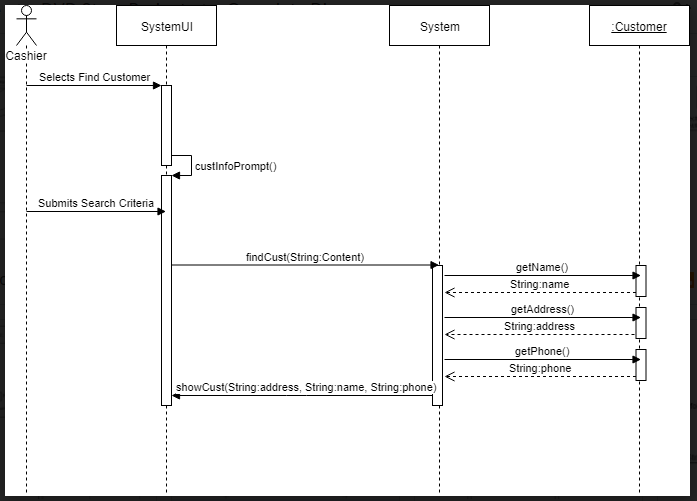 SystemUI
System
:Customer
Cashier
Selects Find Customer
custInfoPrompt()
Submits Search Criteria
findCust(String:Content)
getName()
String:name
getAddress()
String:address
getPhone()
String:phone
showCust(String:address, String:name, String:phone)